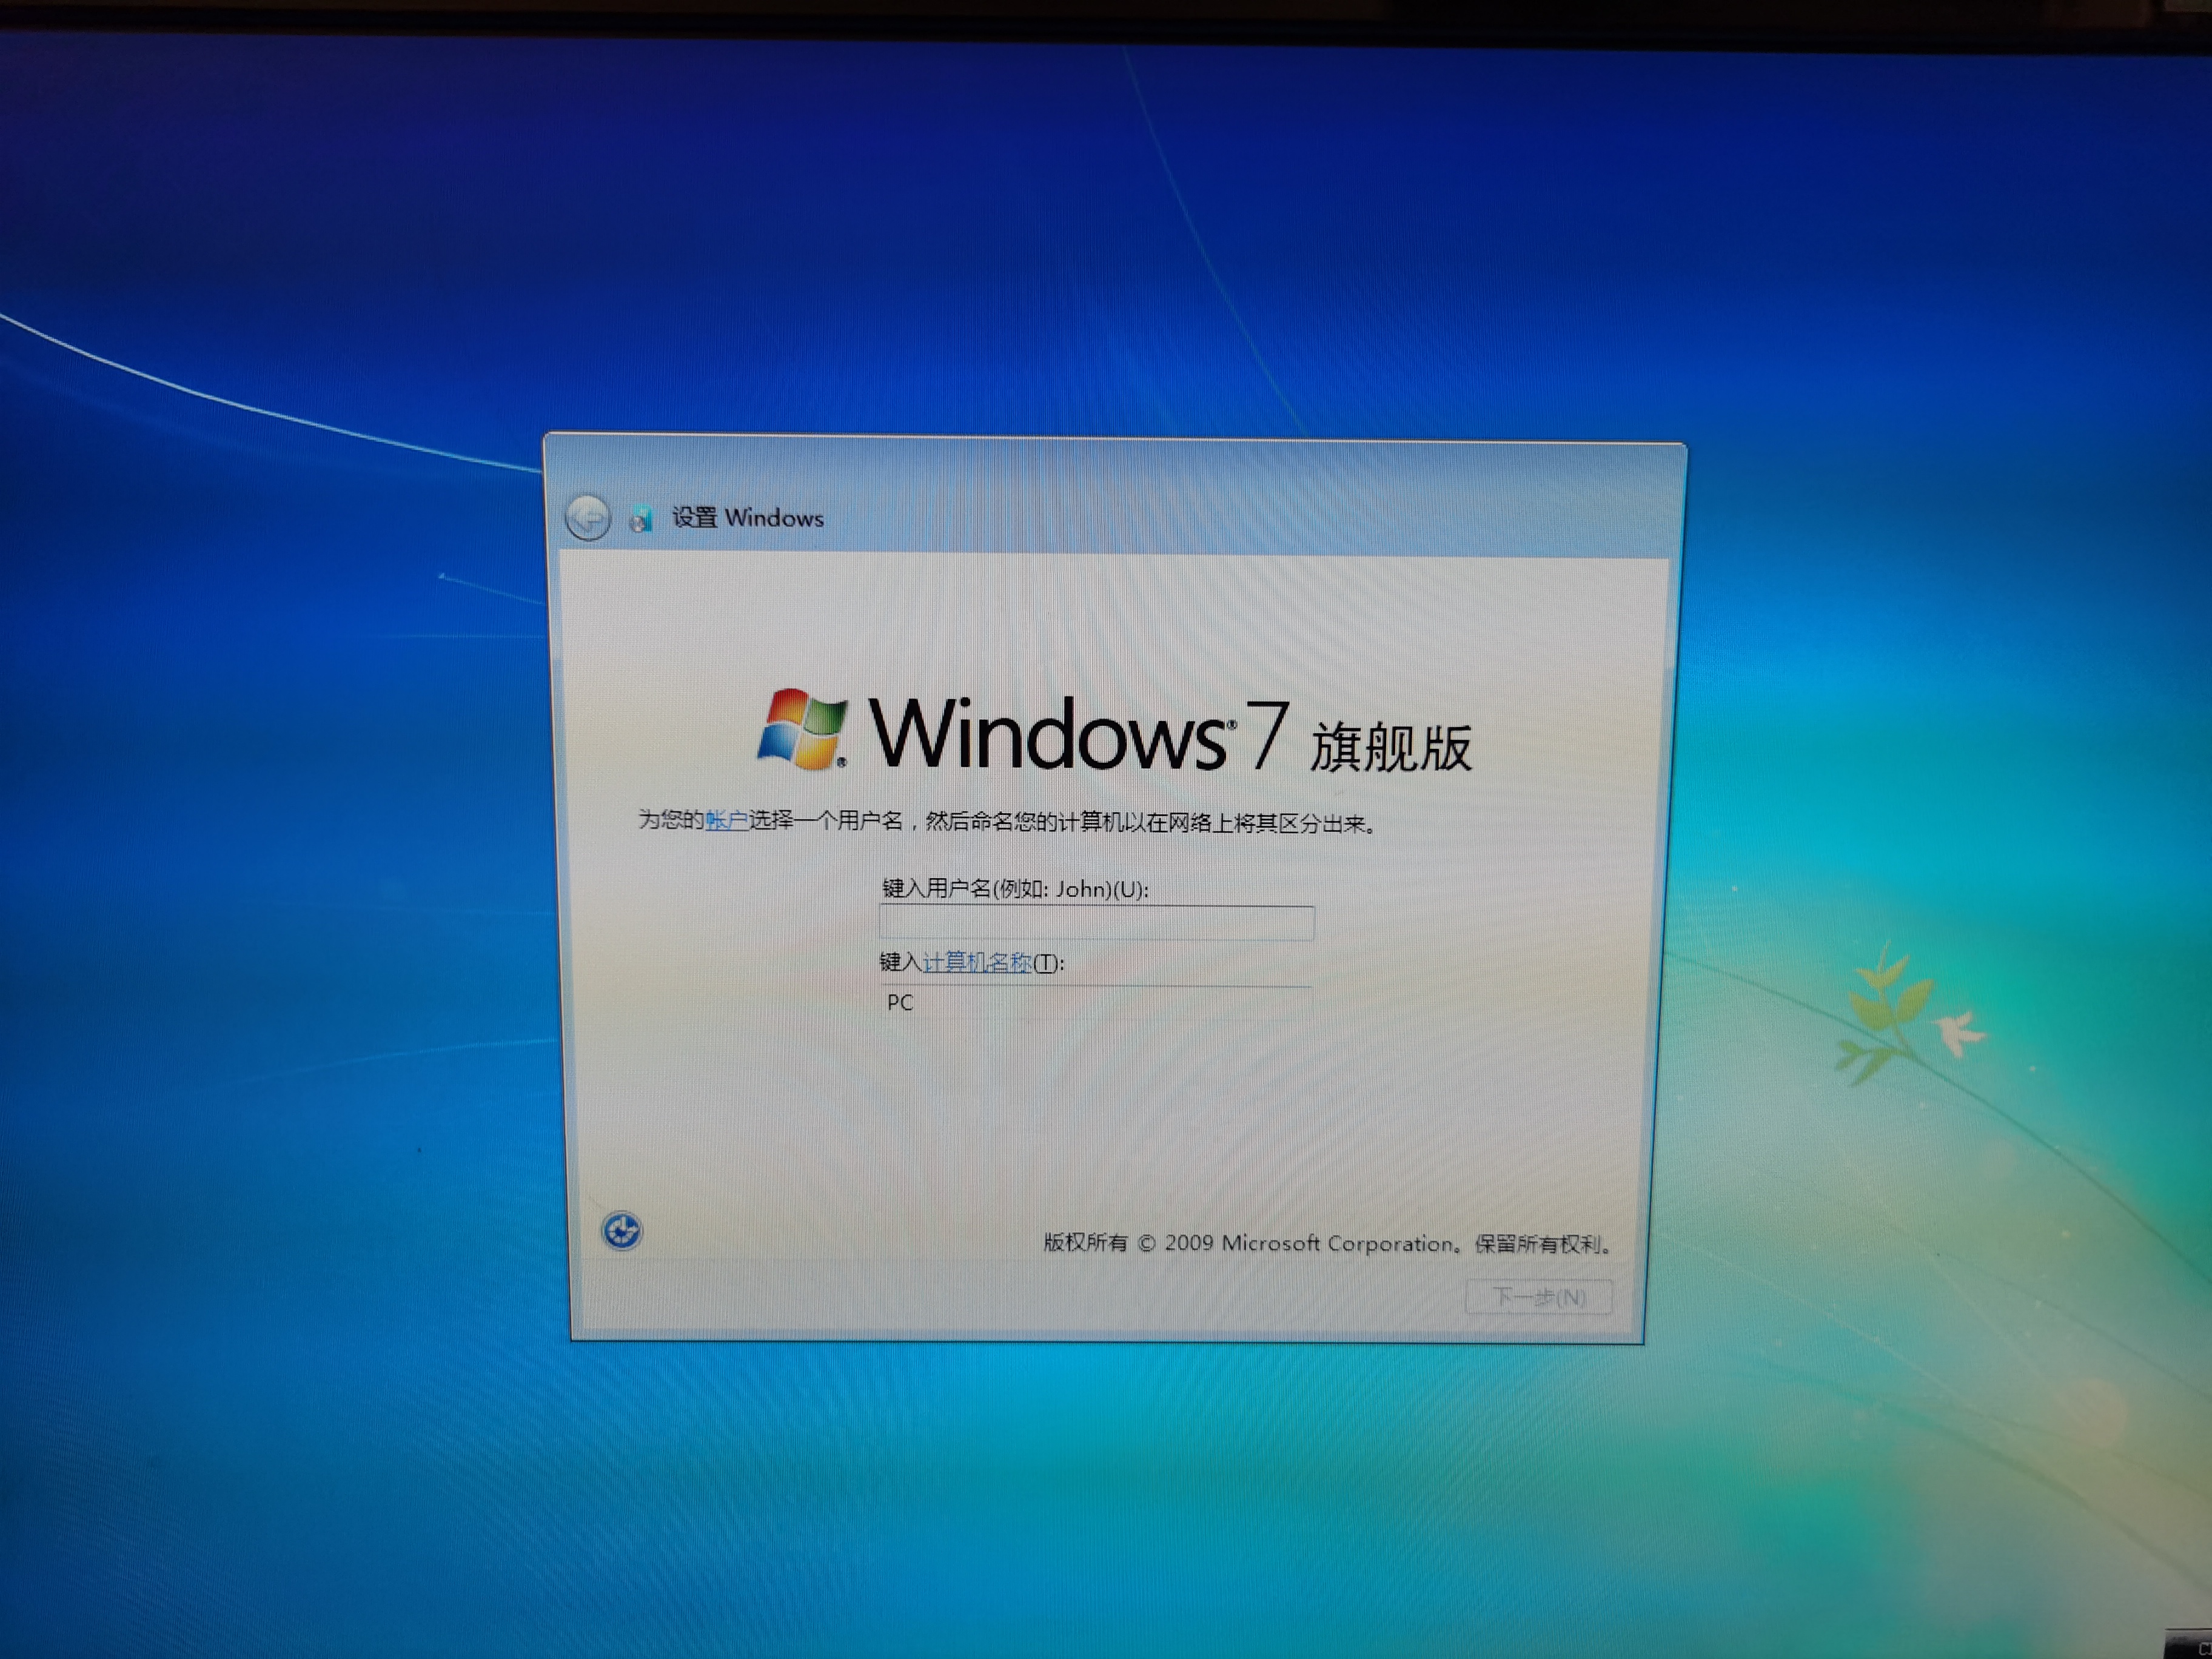 设置 Windows
Windows® 7 旗舰版
为您的帐户选择一个用户名，然后命名您的计算机以在网络上将其区分出来。
键入用户名(例如: John)(U):
键入计算机名称(T):
PC
版权所有 © 2009 Microsoft Corporation。保留所有权利。
下一步(N)